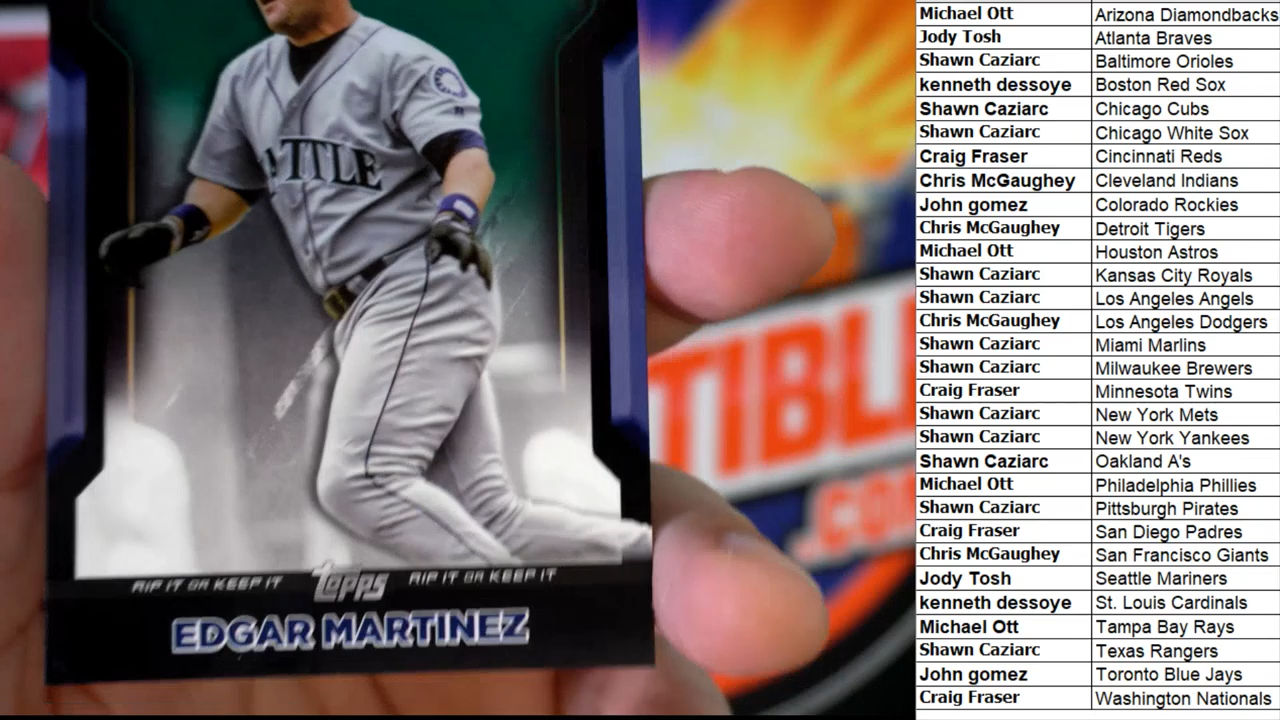 ATTLE
RIP IT OR KEEP IT topps RIP IT OR KEEP IT
EDGAR MARTINEZ
TIBL
.CO
Michael Ott Arizona Diamondbacks
Jody Tosh Atlanta Braves
Shawn Caziarc Baltimore Orioles
kenneth dessoye Boston Red Sox
Shawn Caziarc Chicago Cubs
Shawn Caziarc Chicago White Sox
Craig Fraser Cincinnati Reds
Chris McGaughey Cleveland Indians
John gomez Colorado Rockies
Chris McGaughey Detroit Tigers
Michael Ott Houston Astros
Shawn Caziarc Kansas City Royals
Shawn Caziarc Los Angeles Angels
Chris McGaughey Los Angeles Dodgers
Shawn Caziarc Miami Marlins
Shawn Caziarc Milwaukee Brewers
Craig Fraser Minnesota Twins
Shawn Caziarc New York Mets
Shawn Caziarc New York Yankees
Shawn Caziarc Oakland A's
Michael Ott Philadelphia Phillies
Shawn Caziarc Pittsburgh Pirates
Craig Fraser San Diego Padres
Chris McGaughey San Francisco Giants
Jody Tosh Seattle Mariners
kenneth dessoye St. Louis Cardinals
Michael Ott Tampa Bay Rays
Shawn Caziarc Texas Rangers
John gomez Toronto Blue Jays
Craig Fraser Washington Nationals